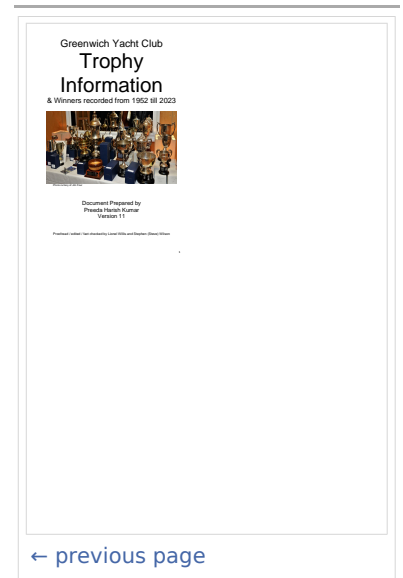 Greenwich Yacht Club
Trophy
Information
& Winners recorded from 1952 till 2023
Document Prepared by
Preeda Harish Kumar
Version 11
Proofread / edited / fact checked by Lionel Willis and Stephen (Steve) Wilson
← previous page